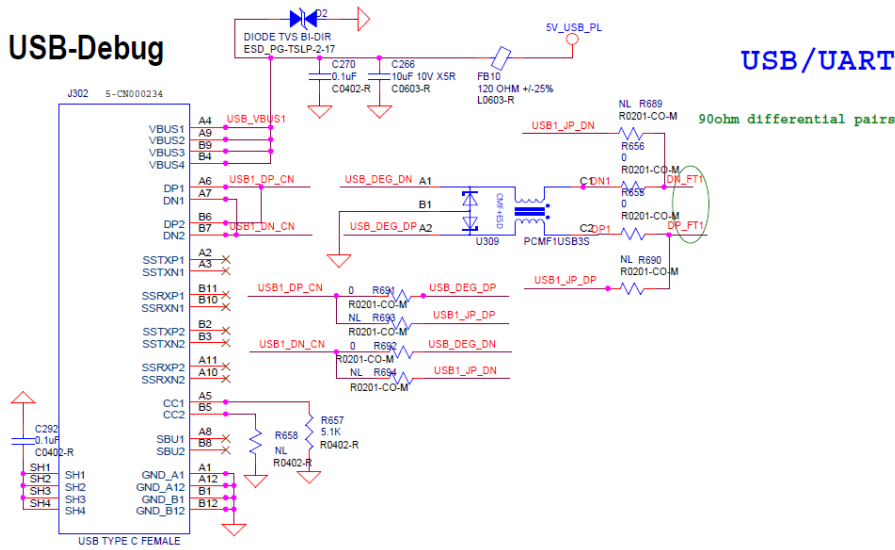 USB-Debug
D2
DIODE TVS BI-DIR
ESD_PG-TSLP-2-17
5V_USB_PL
USB/UART
C270
0.1uF
C0402-R
C266
10uF 10V X5R
C0603-R
FB10
120 OHM +/-25%
L0603-R
J302 5-CN000234
90ohm differential pairs
VBUS1 A4 USB_VBUS1
VBUS2 A9
VBUS3 B9
VBUS4 B4
DP1 A6 USB1_DP_CN
DN1 A7
DP2 B6
DN2 B7 USB1_DN_CN
SSTXP1 A2
SSTXN1 A3
SSRXP1 B11
SSRXN1 B10
SSTXP2 B2
SSTXN2 B3
SSRXP2 A11
SSRXN2 A10
CC1 A5
CC2 B5
SBU1 A8
SBU2 B8
GND_A1 A1
GND_A12 A12
GND_B1 B1
GND_B12 B12
SH1 SH1
SH2 SH2
SH3 SH3
SH4 SH4
USB TYPE C FEMALE
C292
0.1uF
C0402-R
R658
NL
R0402-R
R657
5.1K
R0402-R
USB_DEG_DN A1
B1
USB_DEG_DP A2
CMF+ESD
U309 PCMF1USB3S
C1 DN1
C2 DP1
USB1_JP_DN
NL R689
R0201-CO-M
R656
0
R0201-CO-M
DN_FT1
0
R0201-CO-M
DP_FT1
USB1_JP_DP
NL R690
R0201-CO-M
USB1_DP_CN 0 R691 USB_DEG_DP
R0201-CO-M
NL R693 USB1_JP_DP
R0201-CO-M
USB1_DN_CN 0 R692 USB_DEG_DN
R0201-CO-M
NL R694 USB1_JP_DN
R0201-CO-M